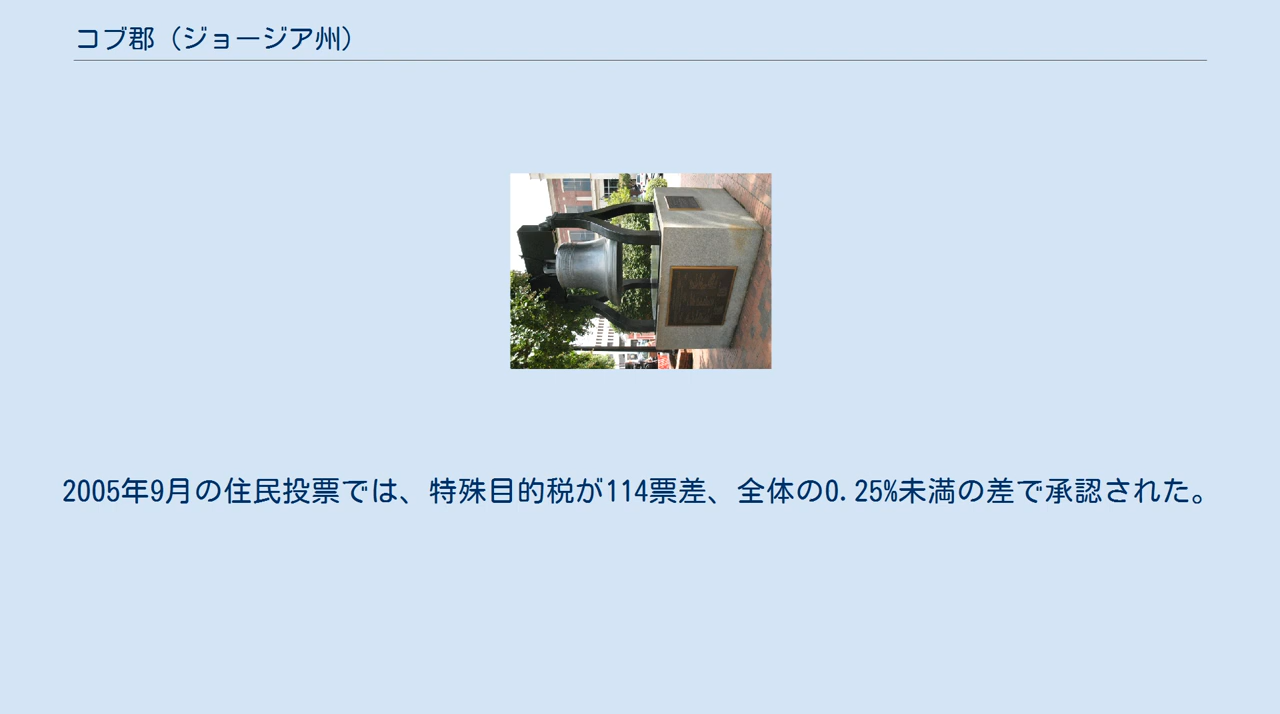 コブ郡（ジョージア州）
2005年9月の住民投票では、特殊目的税が114票差、全体の0.25%未満の差で承認された。